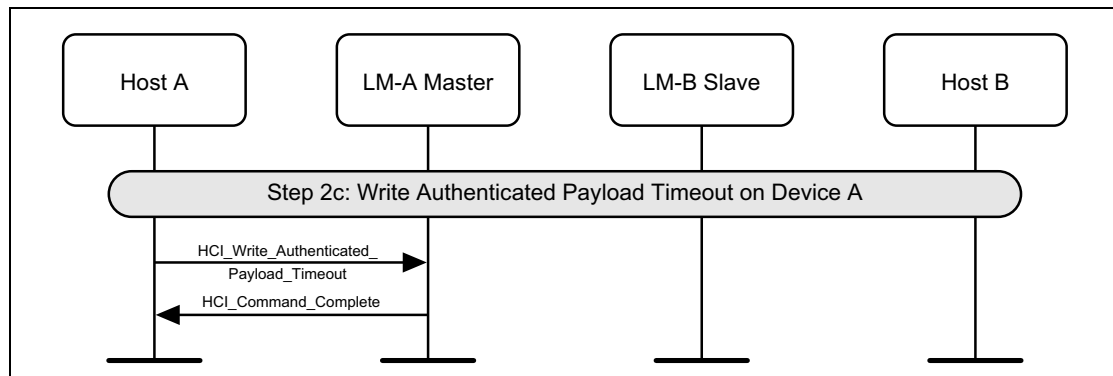 Host A
LM-A Master
LM-B Slave
Host B
Step 2c: Write Authenticated Payload Timeout on Device A
HCI_Write_Authenticated_
Payload_Timeout
HCI_Command_Complete